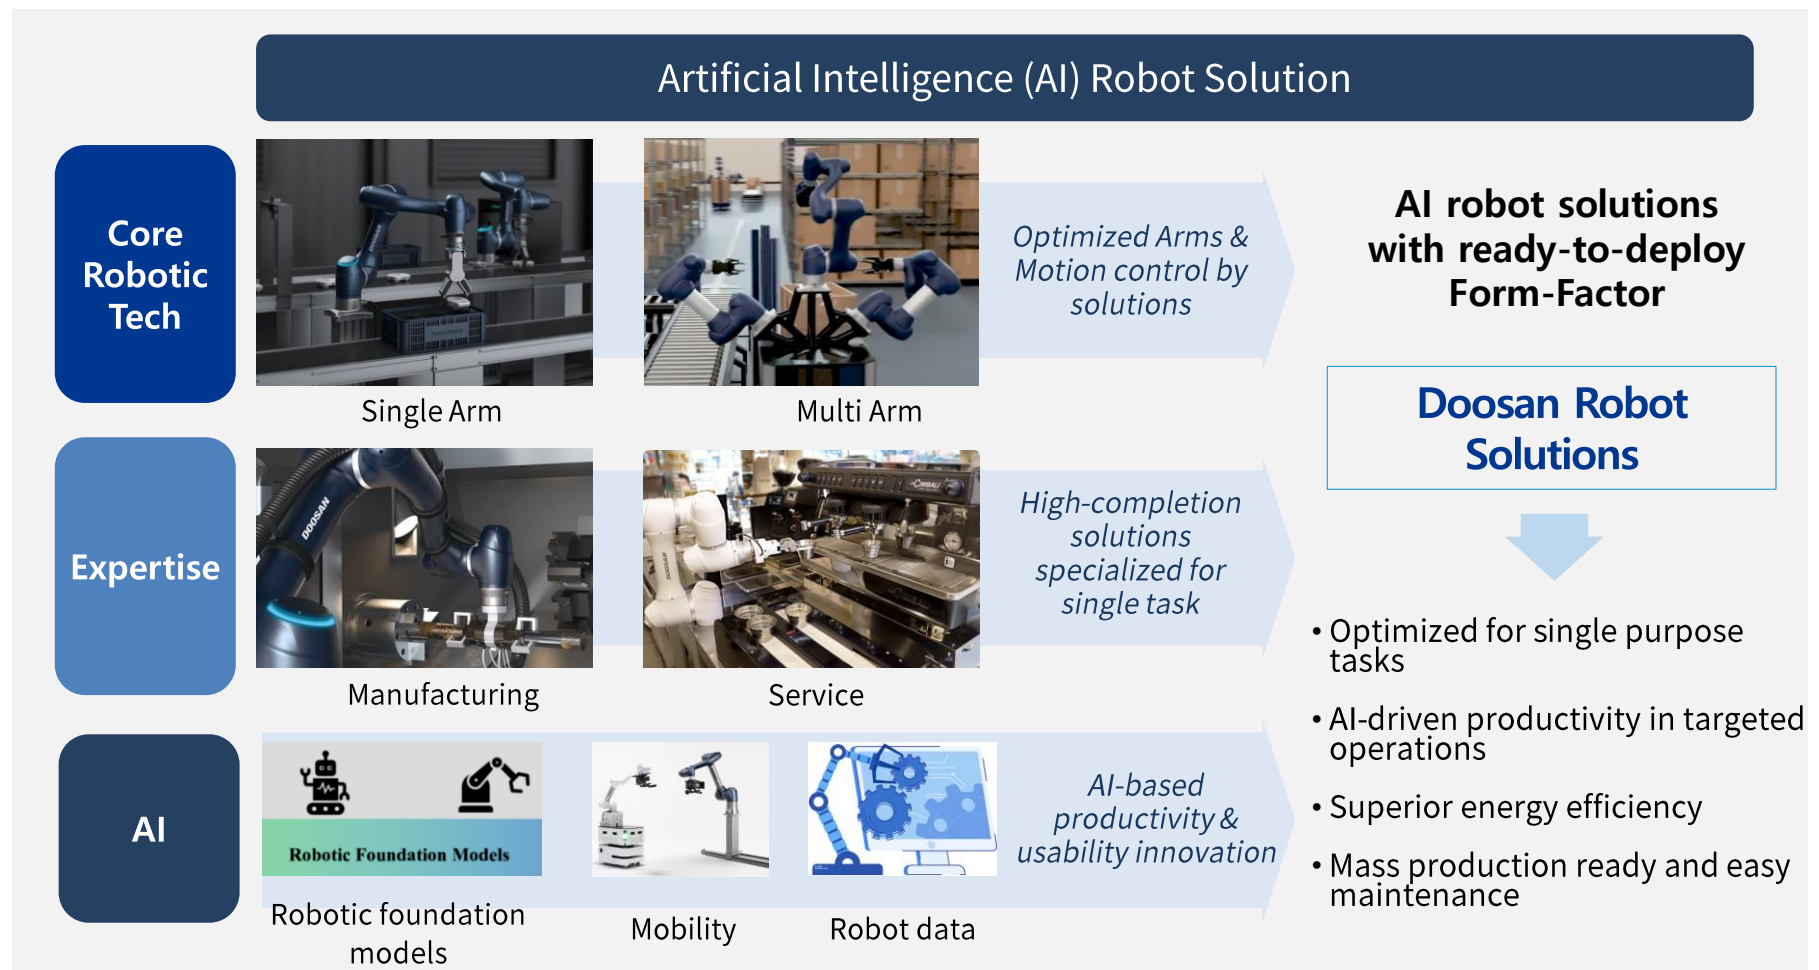 Artificial Intelligence (AI) Robot Solution
Core
Robotic
Tech
DOOSAN
Single Arm
Multi Arm
Optimized Arms &
Motion control by
solutions
Expertise
DOOSAN
Manufacturing
DOOSAN
Service
High-completion
solutions
specialized for
single task
AI
Robotic Foundation Models
Robotic foundation
models
Mobility
Robot data
AI-based
productivity &
usability innovation
AI robot solutions
with ready-to-deploy
Form-Factor
Doosan Robot
Solutions
• Optimized for single purpose
tasks
• AI-driven productivity in targeted
operations
• Superior energy efficiency
• Mass production ready and easy
maintenance